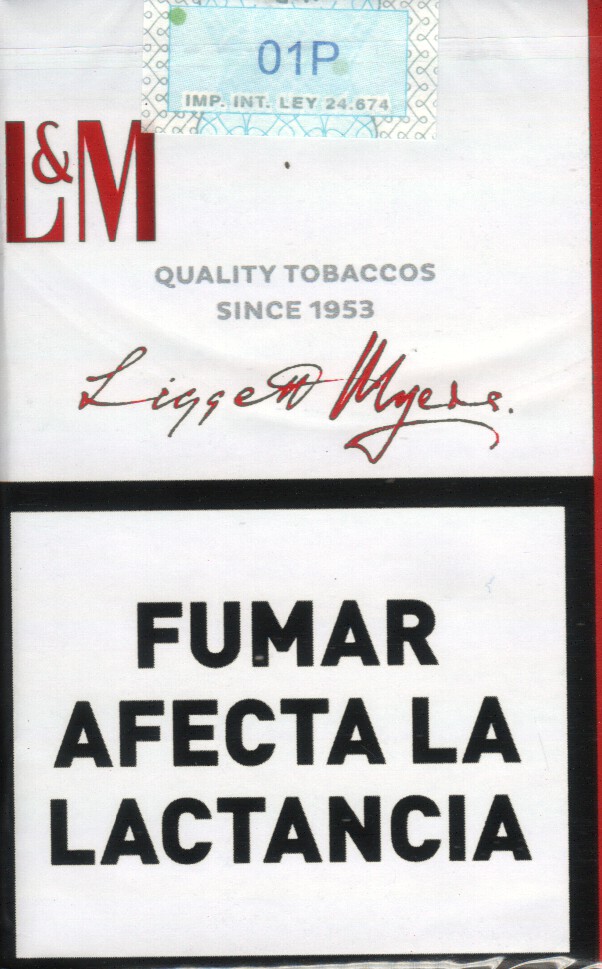 01P
IMP. INT. LEY 24.674
L&M
QUALITY TOBACCOS
SINCE 1953
Liggett Myers.
FUMAR
AFECTA LA
LACTANCIA